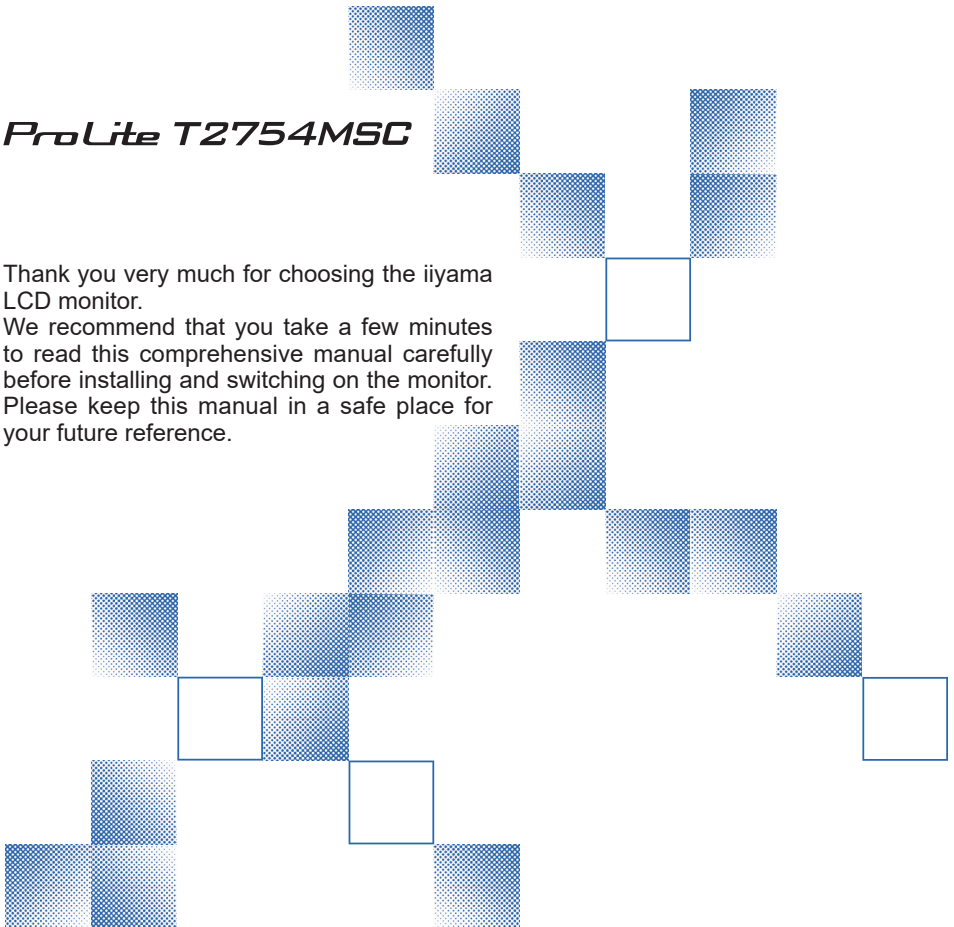 ProLite T2754MSC
Thank you very much for choosing the iiyama
LCD monitor.
We recommend that you take a few minutes
to read this comprehensive manual carefully
before installing and switching on the monitor.
Please keep this manual in a safe place for
your future reference.